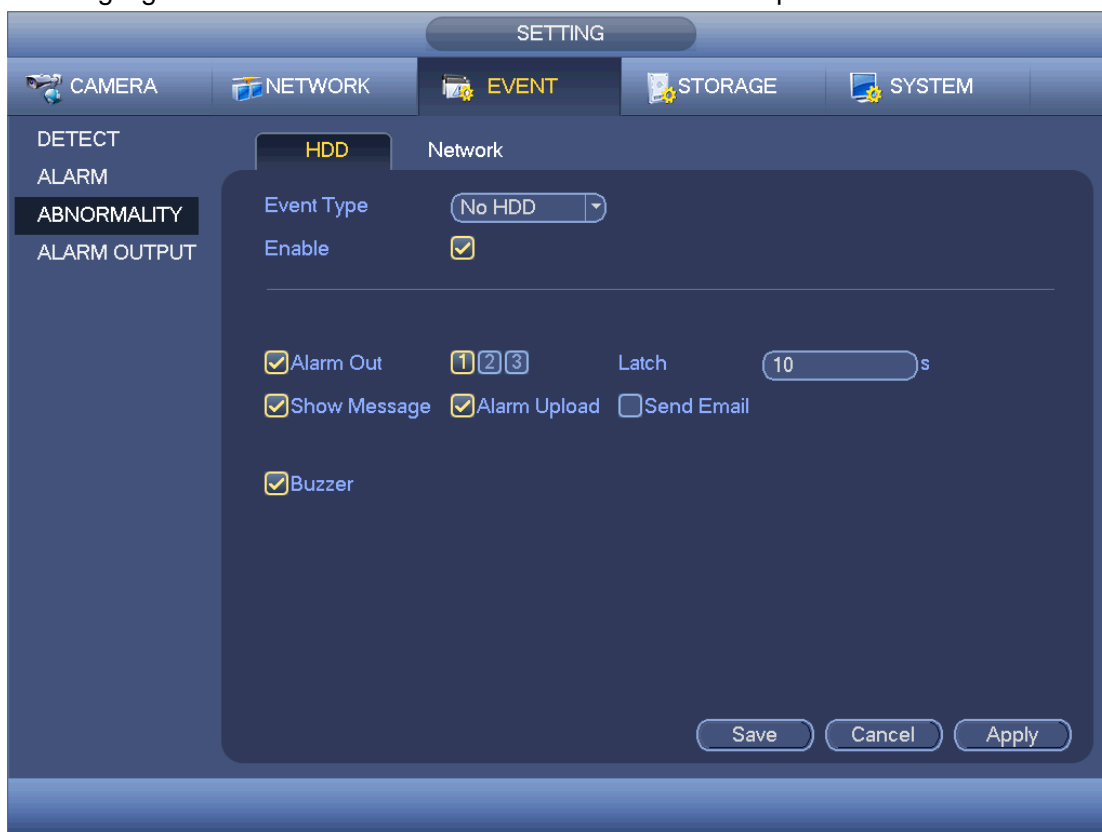 SETTING
CAMERA NETWORK EVENT STORAGE SYSTEM
DETECT
ALARM
ABNORMALITY
ALARM OUTPUT
HDD Network
Event Type No HDD
Enable
Alarm Out 1 2 3 Latch 10 s
Show Message Alarm Upload Send Email
Buzzer
Save Cancel Apply